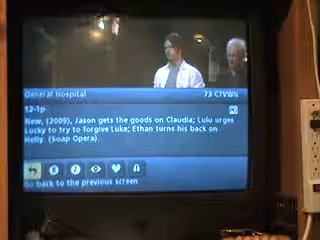 General Hospital 73 CTVWN
12-1p
New, (2009), Jason gets the goods on Claudia; Lulu urges
Lucky to try to forgive Luke; Ethan turns his back on
Holly. (Soap Opera).
Go back to the previous screen